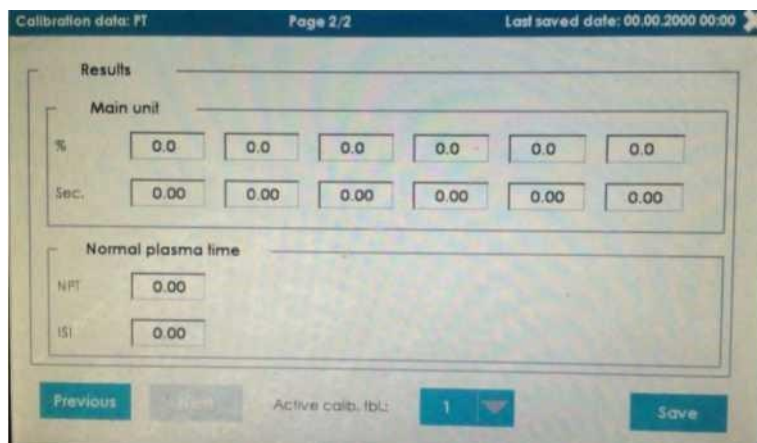 Calibration data: PT Page 2/2 Last saved date: 00.00.2000 00:00
Results
Main unit
% 0.0 0.0 0.0 0.0 0.0 0.0
Sec. 0.00 0.00 0.00 0.00 0.00 0.00
Normal plasma time
NPT 0.00
ISI 0.00
Previous Next Active calib. tbl.: 1 Save